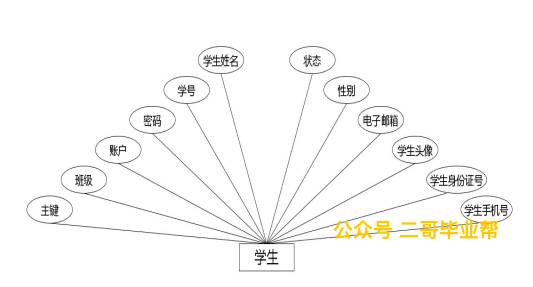 学生姓名
状态
学号
性别
密码
电子邮箱
账户
学生头像
班级
学生身份证号
主键
学生手机号
公众号 二哥毕业帮
学生